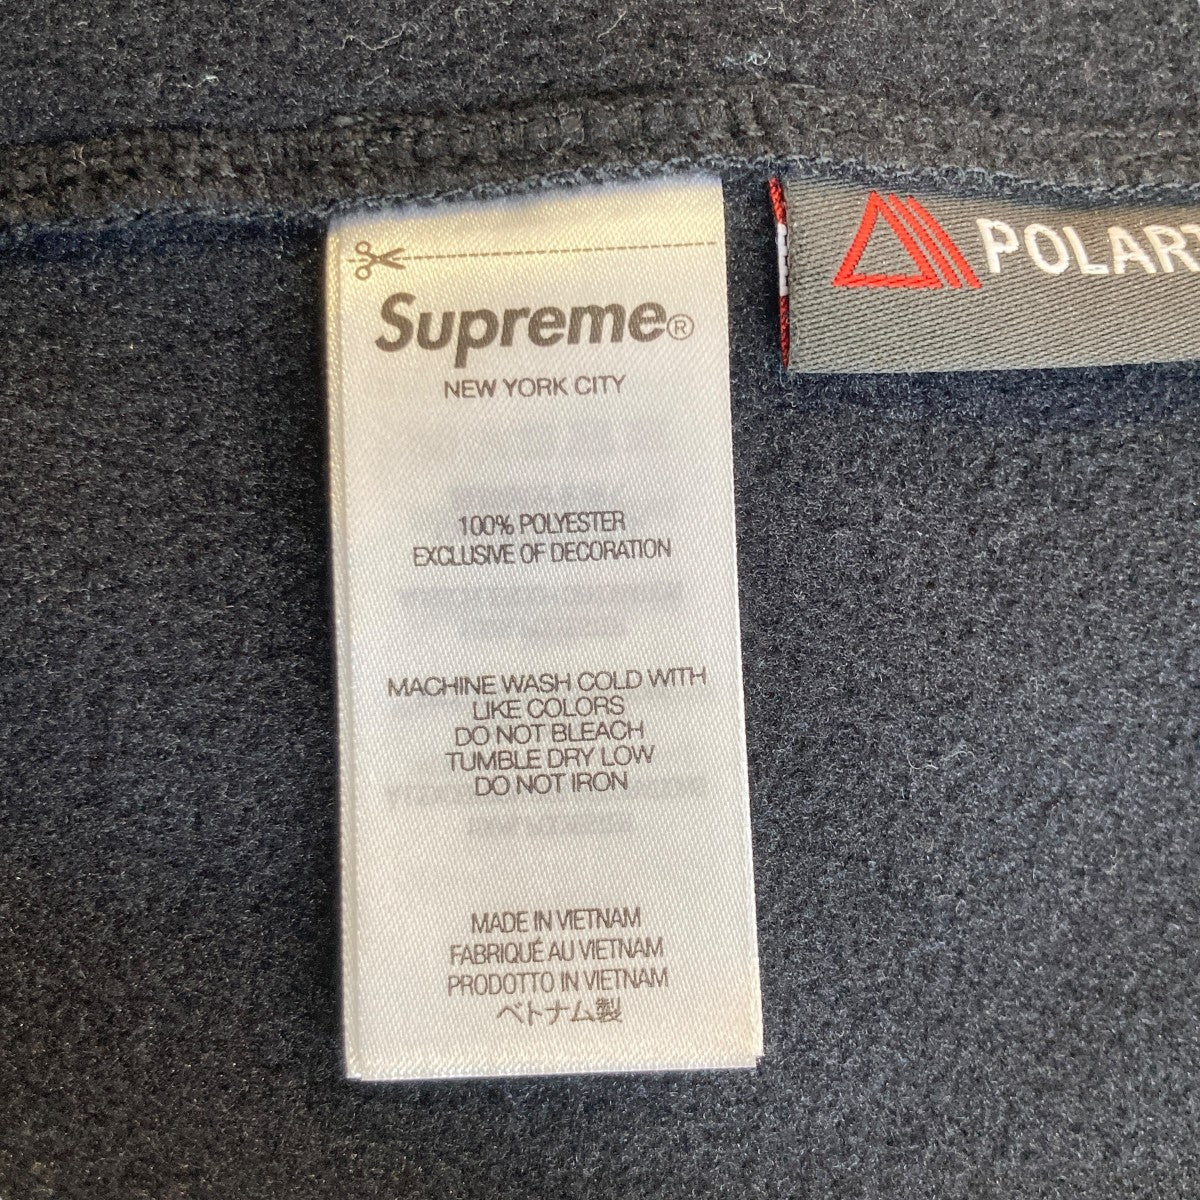 Supreme®
NEW YORK CITY
100% POLYESTER
EXCLUSIVE OF DECORATION
MACHINE WASH COLD WITH
LIKE COLORS
DO NOT BLEACH
TUMBLE DRY LOW
DO NOT IRON
MADE IN VIETNAM
FABRIQUÉ AU VIETNAM
PRODOTTO IN VIETNAM
ベトナム製
POLART